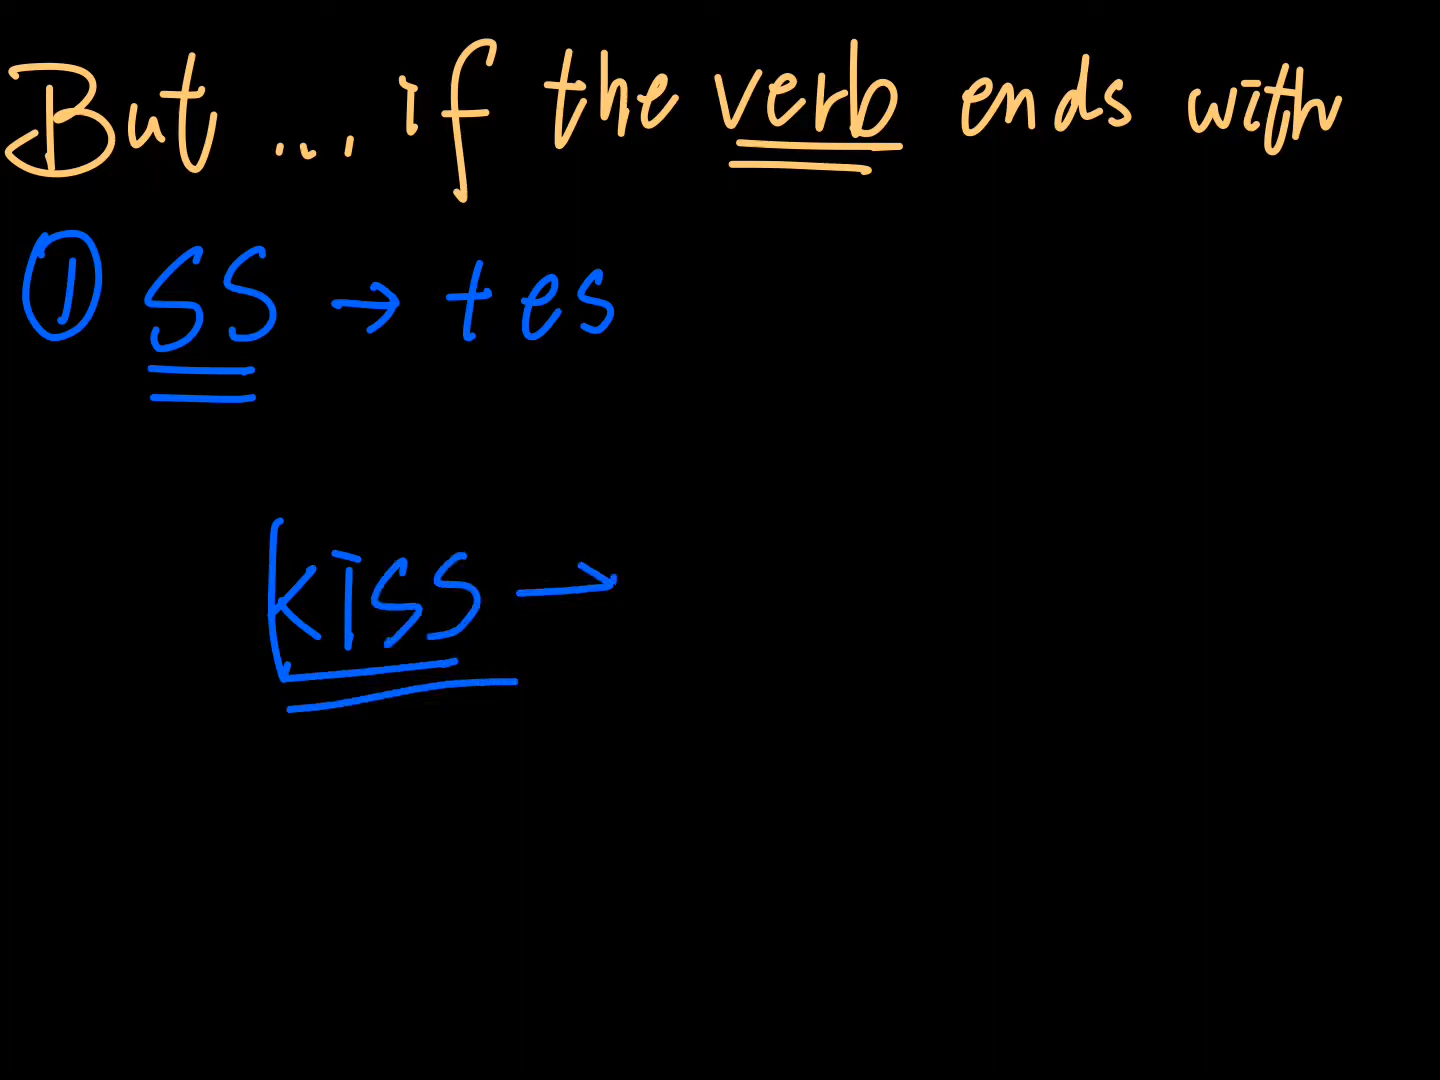 But ... if the verb ends with
① ss → +es
kiss →